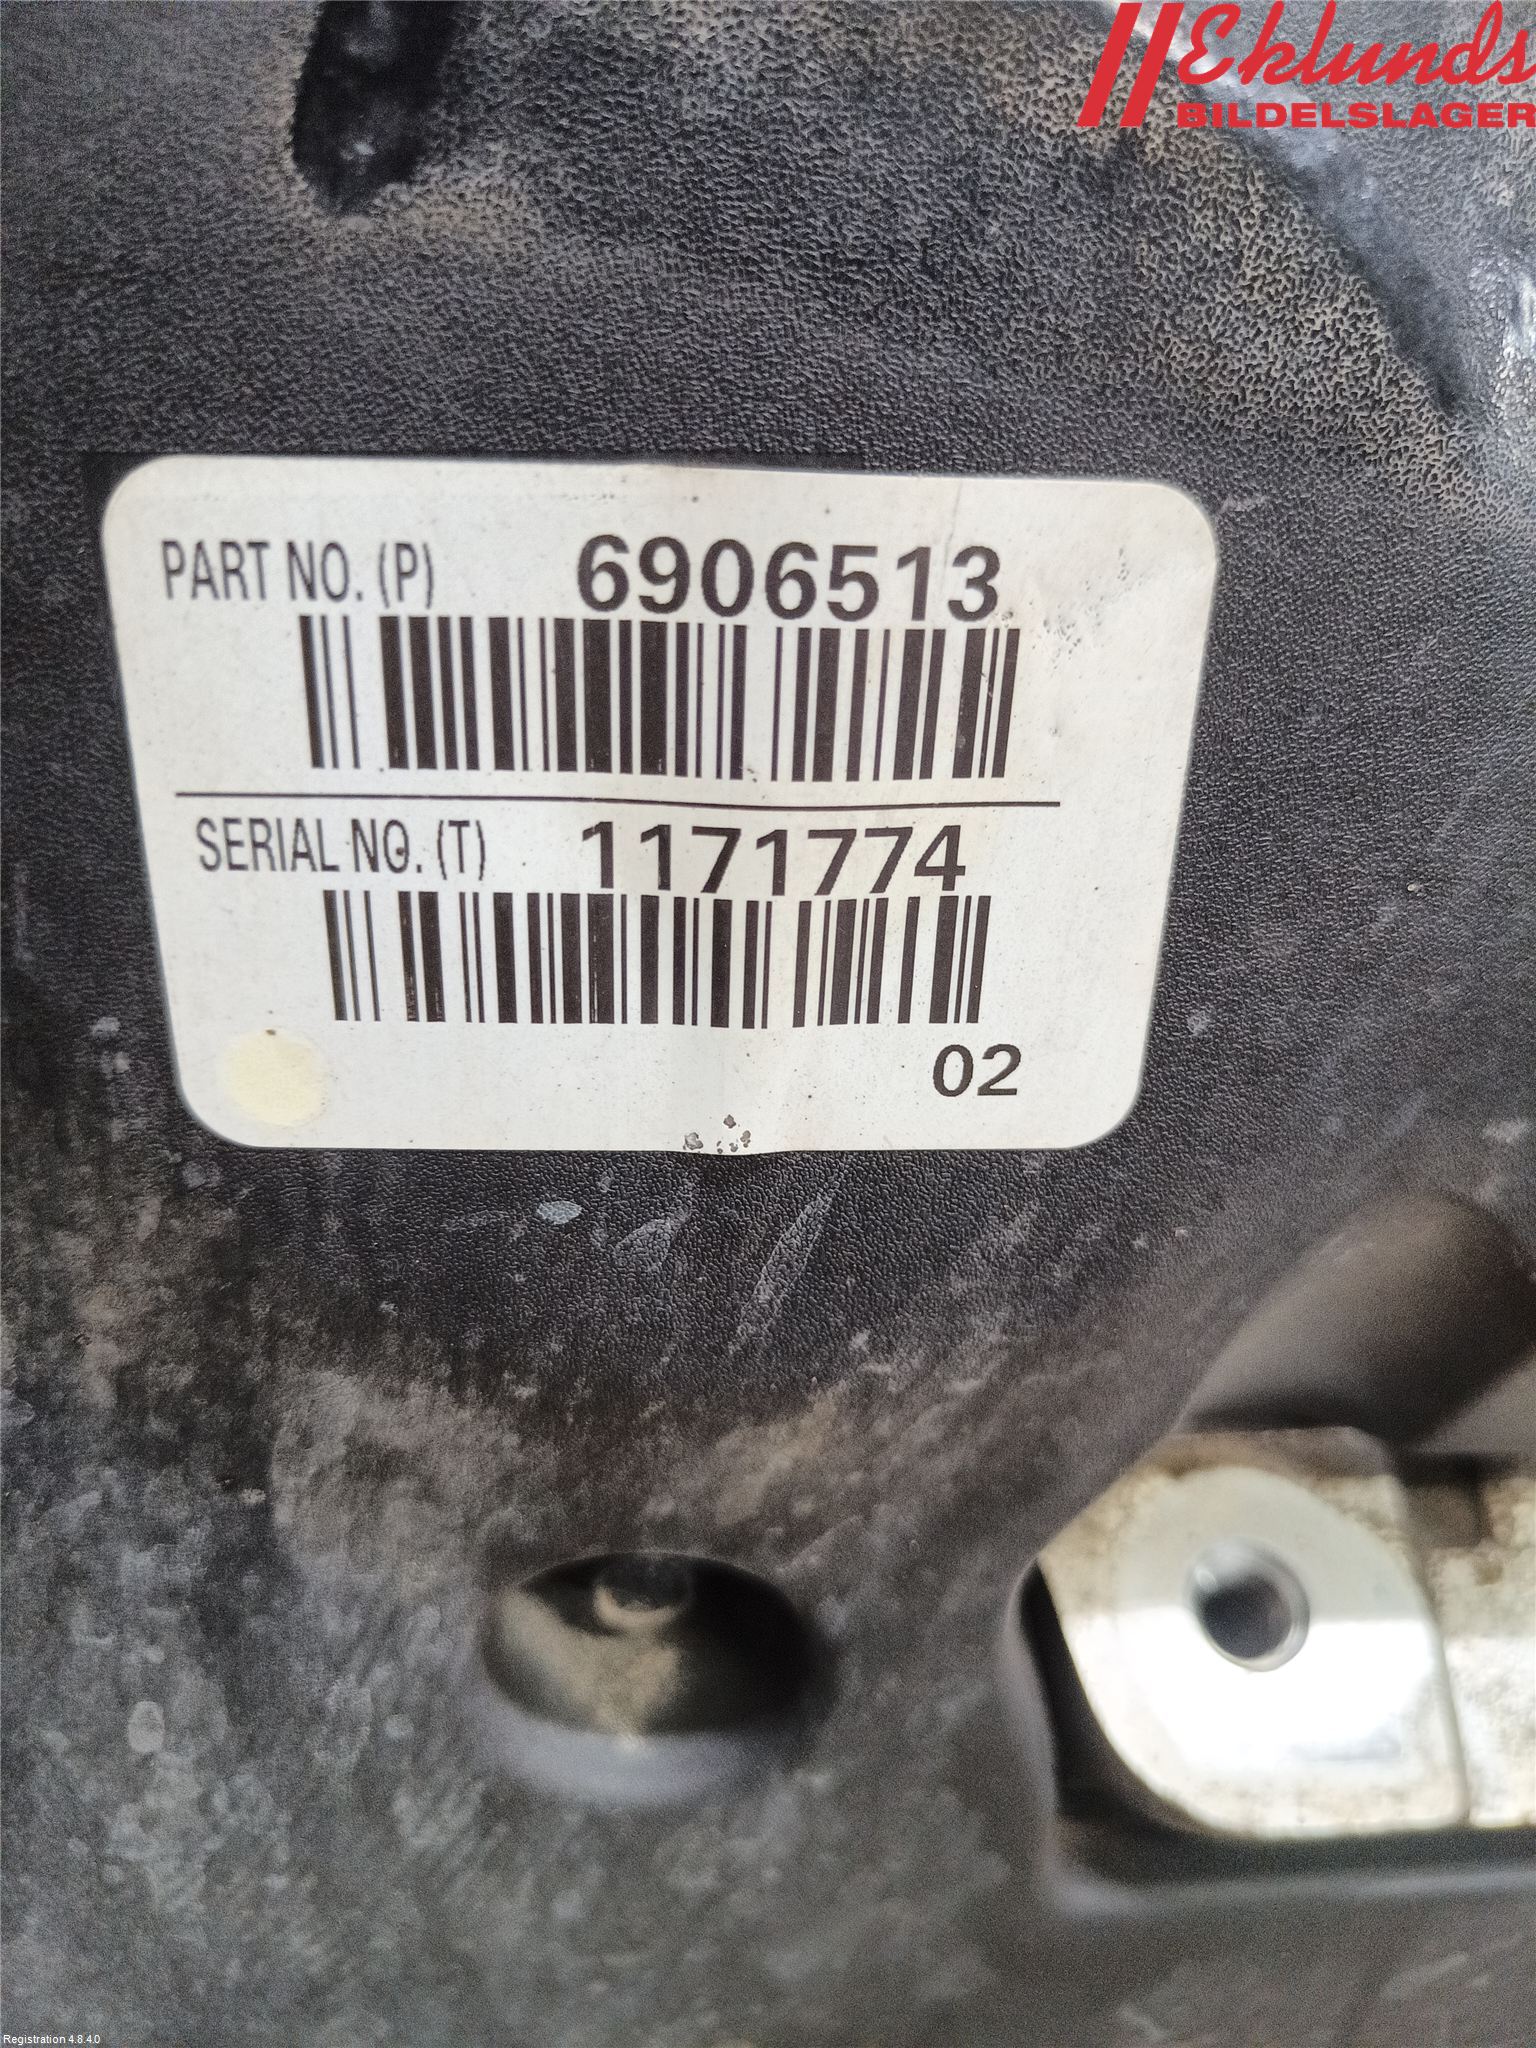 Eklunds
BILDELSLAGER
PART NO. (P) 6906513
SERIAL NO. (T) 1171774
02
Registration 4.8.4.0